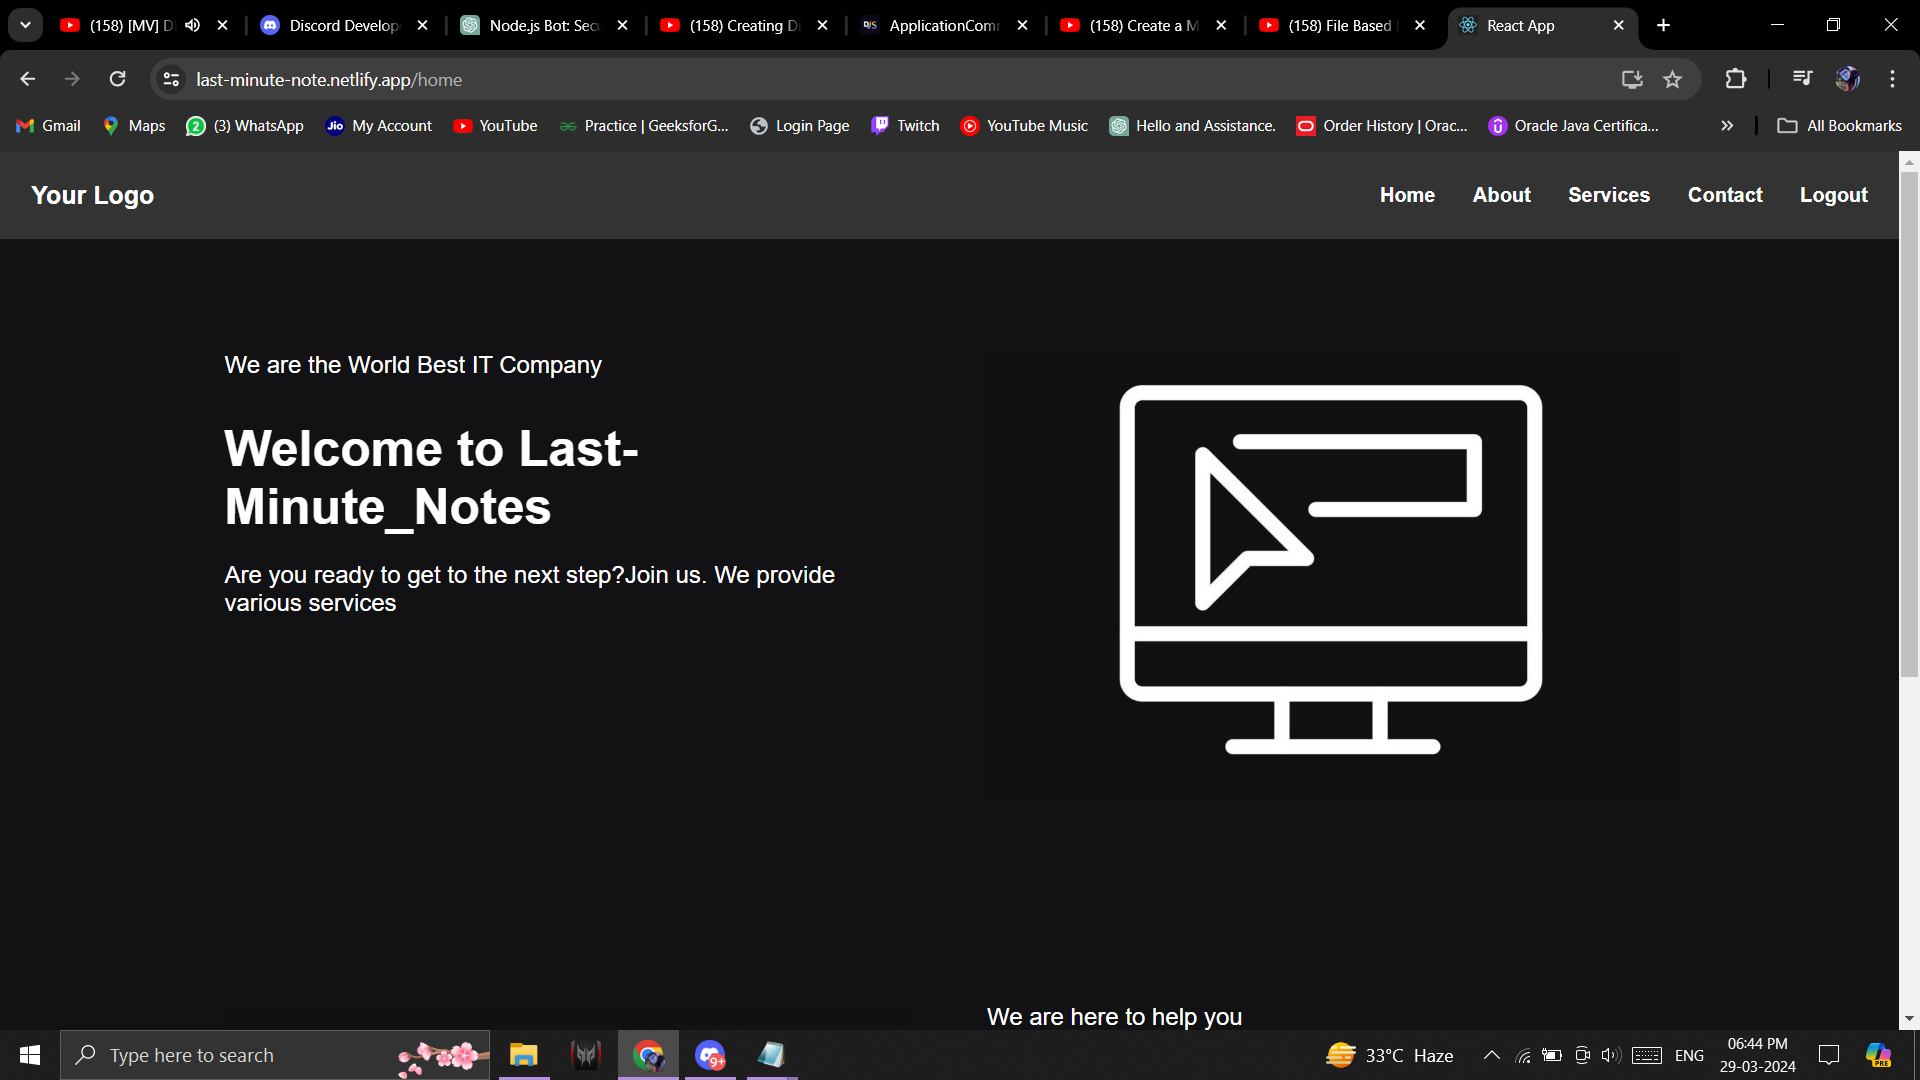 (158) [MV] D
Discord Develop
Node.js Bot: Secu
(158) Creating Di
ApplicationComm
(158) Create a M
(158) File Based
React App
last-minute-note.netlify.app/home
Gmail
Maps
(3) WhatsApp
My Account
YouTube
Practice | GeeksforG...
Login Page
Twitch
YouTube Music
Hello and Assistance.
Order History | Orac...
Oracle Java Certifica...
All Bookmarks
Your Logo
Home
About
Services
Contact
Logout
We are the World Best IT Company
Welcome to Last-
Minute_Notes
Are you ready to get to the next step?Join us. We provide
various services
We are here to help you
Type here to search
9+
33°C Haze
ENG
06:44 PM
29-03-2024